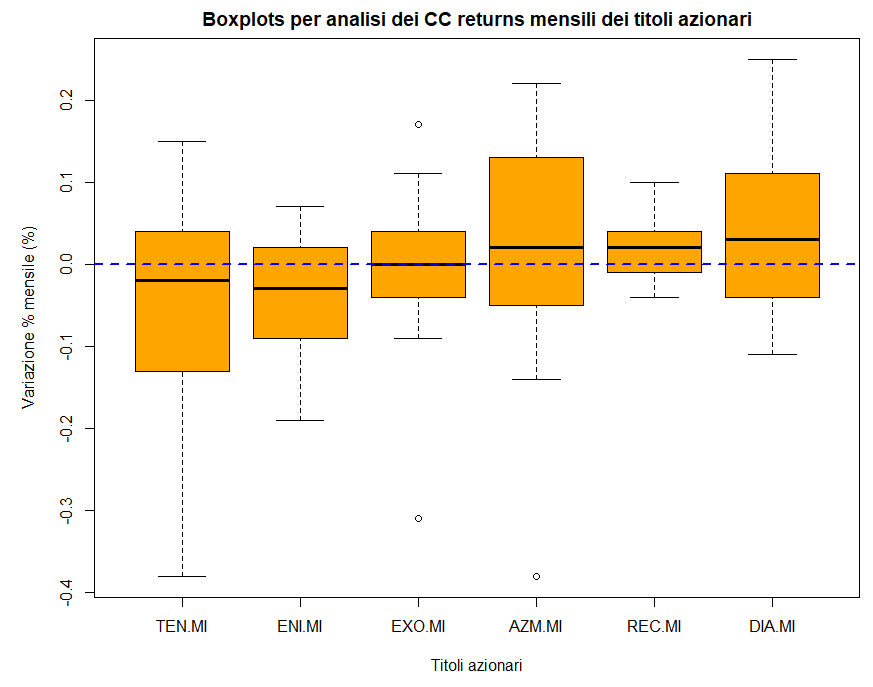 Boxplots per analisi dei CC returns mensili dei titoli azionari
Variazione % mensile (%)
0.2
0.1
0.0
-0.1
-0.2
-0.3
-0.4
TEN.MI ENI.MI EXO.MI AZM.MI REC.MI DIA.MI
Titoli azionari